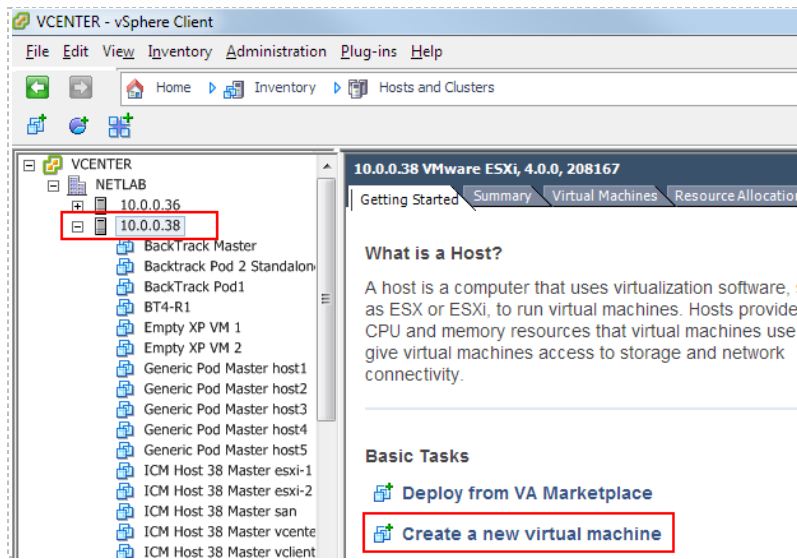 VCENTER - vSphere Client
File Edit View Inventory Administration Plug-ins Help
Home Inventory Hosts and Clusters
VCENTER
NETLAB
10.0.0.36
10.0.0.38
BackTrack Master
Backtrack Pod 2 Standalon
BackTrack Pod1
BT4-R1
Empty XP VM 1
Empty XP VM 2
Generic Pod Master host1
Generic Pod Master host2
Generic Pod Master host3
Generic Pod Master host4
Generic Pod Master host5
ICM Host 38 Master esxi-1
ICM Host 38 Master esxi-2
ICM Host 38 Master san
ICM Host 38 Master vcente
ICM Host 38 Master vclient
10.0.0.38 VMware ESXi, 4.0.0, 208167
Getting Started Summary Virtual Machines Resource Allocation
What is a Host?
A host is a computer that uses virtualization software, s
as ESX or ESXi, to run virtual machines. Hosts provide
CPU and memory resources that virtual machines use
give virtual machines access to storage and network
connectivity.
Basic Tasks
Deploy from VA Marketplace
Create a new virtual machine